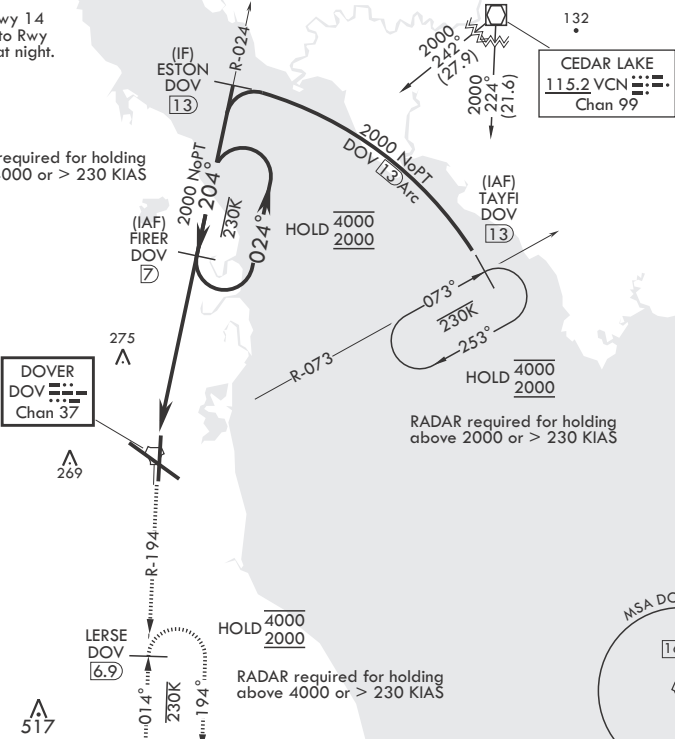 wy 14
to Rwy
at night.
(IF)
ESTON
DOV
13
R-024
2000
242°
(27.9)
2000
224°
(21.6)
132
CEDAR LAKE
115.2 VCN
Chan 99
required for holding
000 or > 230 KIAS
2000 NoPT
204°
230K
024°
2000 NoPT
DOV 13 Arc
HOLD 4000
2000
(IAF)
TAYFI
DOV
13
(IAF)
FIRER
DOV
7
073°
230K
253°
R-073
HOLD 4000
2000
RADAR required for holding
above 2000 or > 230 KIAS
275
DOVER
DOV
Chan 37
269
R-194
LERSE
DOV
6.9
HOLD 4000
2000
RADAR required for holding
above 4000 or > 230 KIAS
014°
230K
194°
517
MSA DO